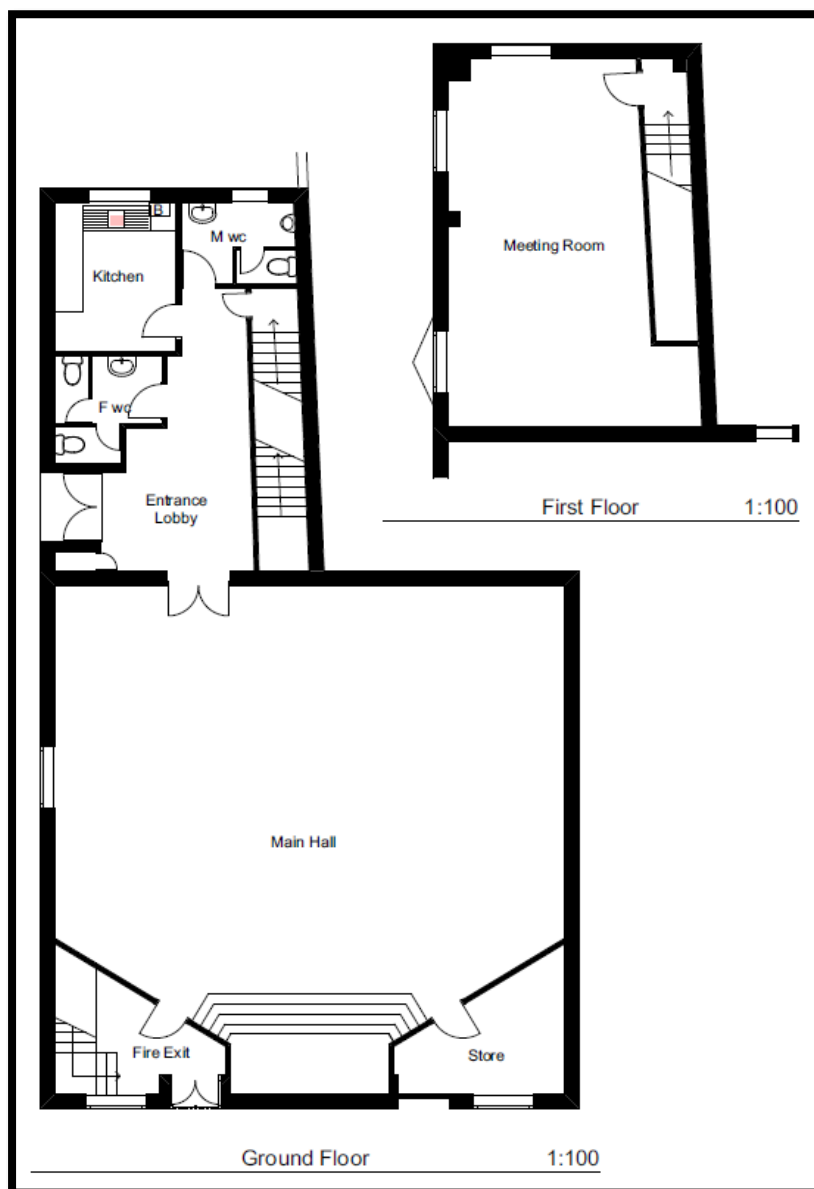 Meeting Room
First Floor 1:100
B
M wc
Kitchen
F wc
Entrance
Lobby
Main Hall
Fire Exit
Store
Ground Floor 1:100